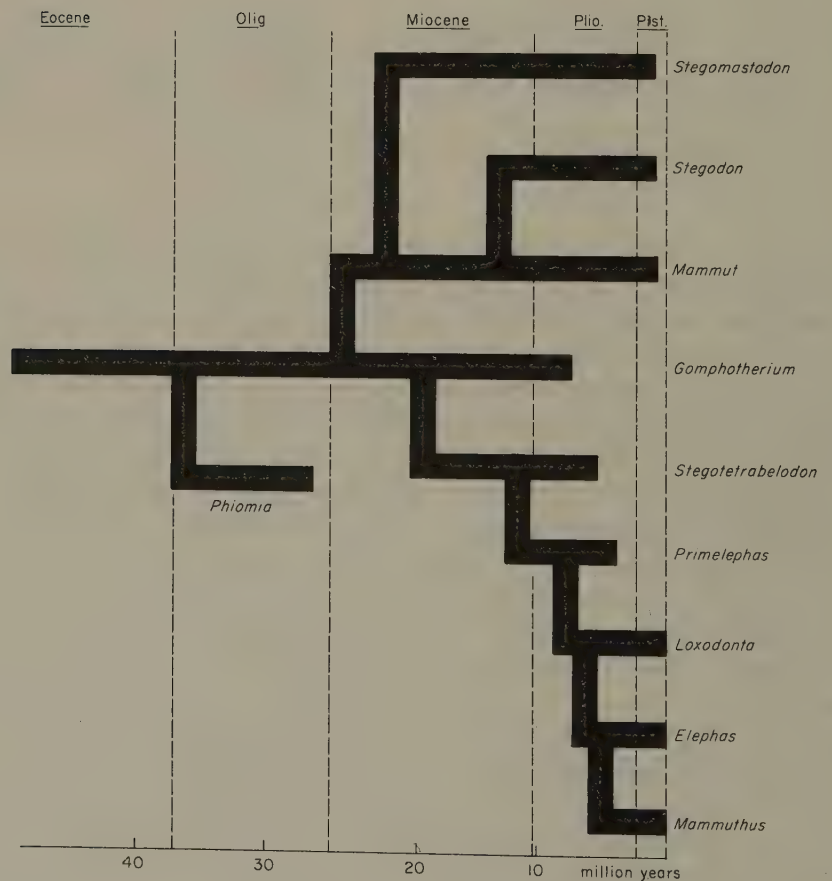 Eocene Olig Miocene Plio. Plst.
Stegomastodon
Stegodon
Mammut
Gomphotherium
Stegotetrabelodon
Phiomia
Primelephas
Loxodonta
Elephas
Mammuthus
40 30 20 10 million years